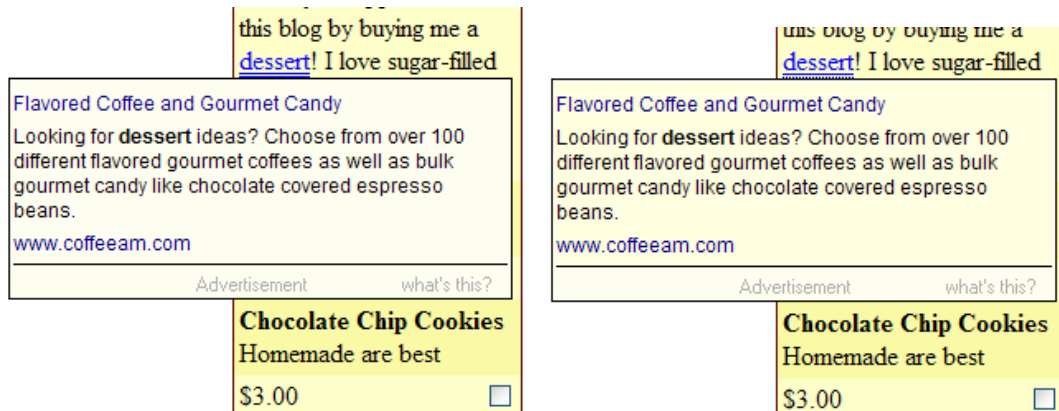 this blog by buying me a
dessert! I love sugar-filled
Flavored Coffee and Gourmet Candy
Looking for dessert ideas? Choose from over 100
different flavored gourmet coffees as well as bulk
gourmet candy like chocolate covered espresso
beans.
www.coffeeam.com
Advertisement what's this?
Chocolate Chip Cookies
Homemade are best
$3.00
this blog by buying me a
dessert! I love sugar-filled
Flavored Coffee and Gourmet Candy
Looking for dessert ideas? Choose from over 100
different flavored gourmet coffees as well as bulk
gourmet candy like chocolate covered espresso
beans.
www.coffeeam.com
Advertisement what's this?
Chocolate Chip Cookies
Homemade are best
$3.00